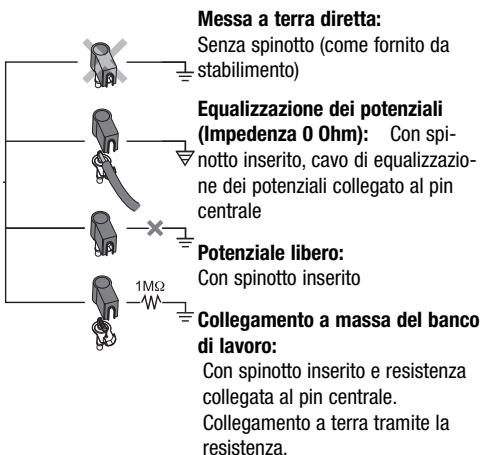 Messa a terra diretta:
Senza spinotto (come fornito da
stabilimento)
Equalizzazione dei potenziali
(Impedenza 0 Ohm): Con spi-
notto inserito, cavo di equalizzazio-
ne dei potenziali collegato al pin
centrale
Potenziale libero:
Con spinotto inserito
1MΩ
Collegamento a massa del banco
di lavoro:
Con spinotto inserito e resistenza
collegata al pin centrale.
Collegamento a terra tramite la
resistenza.